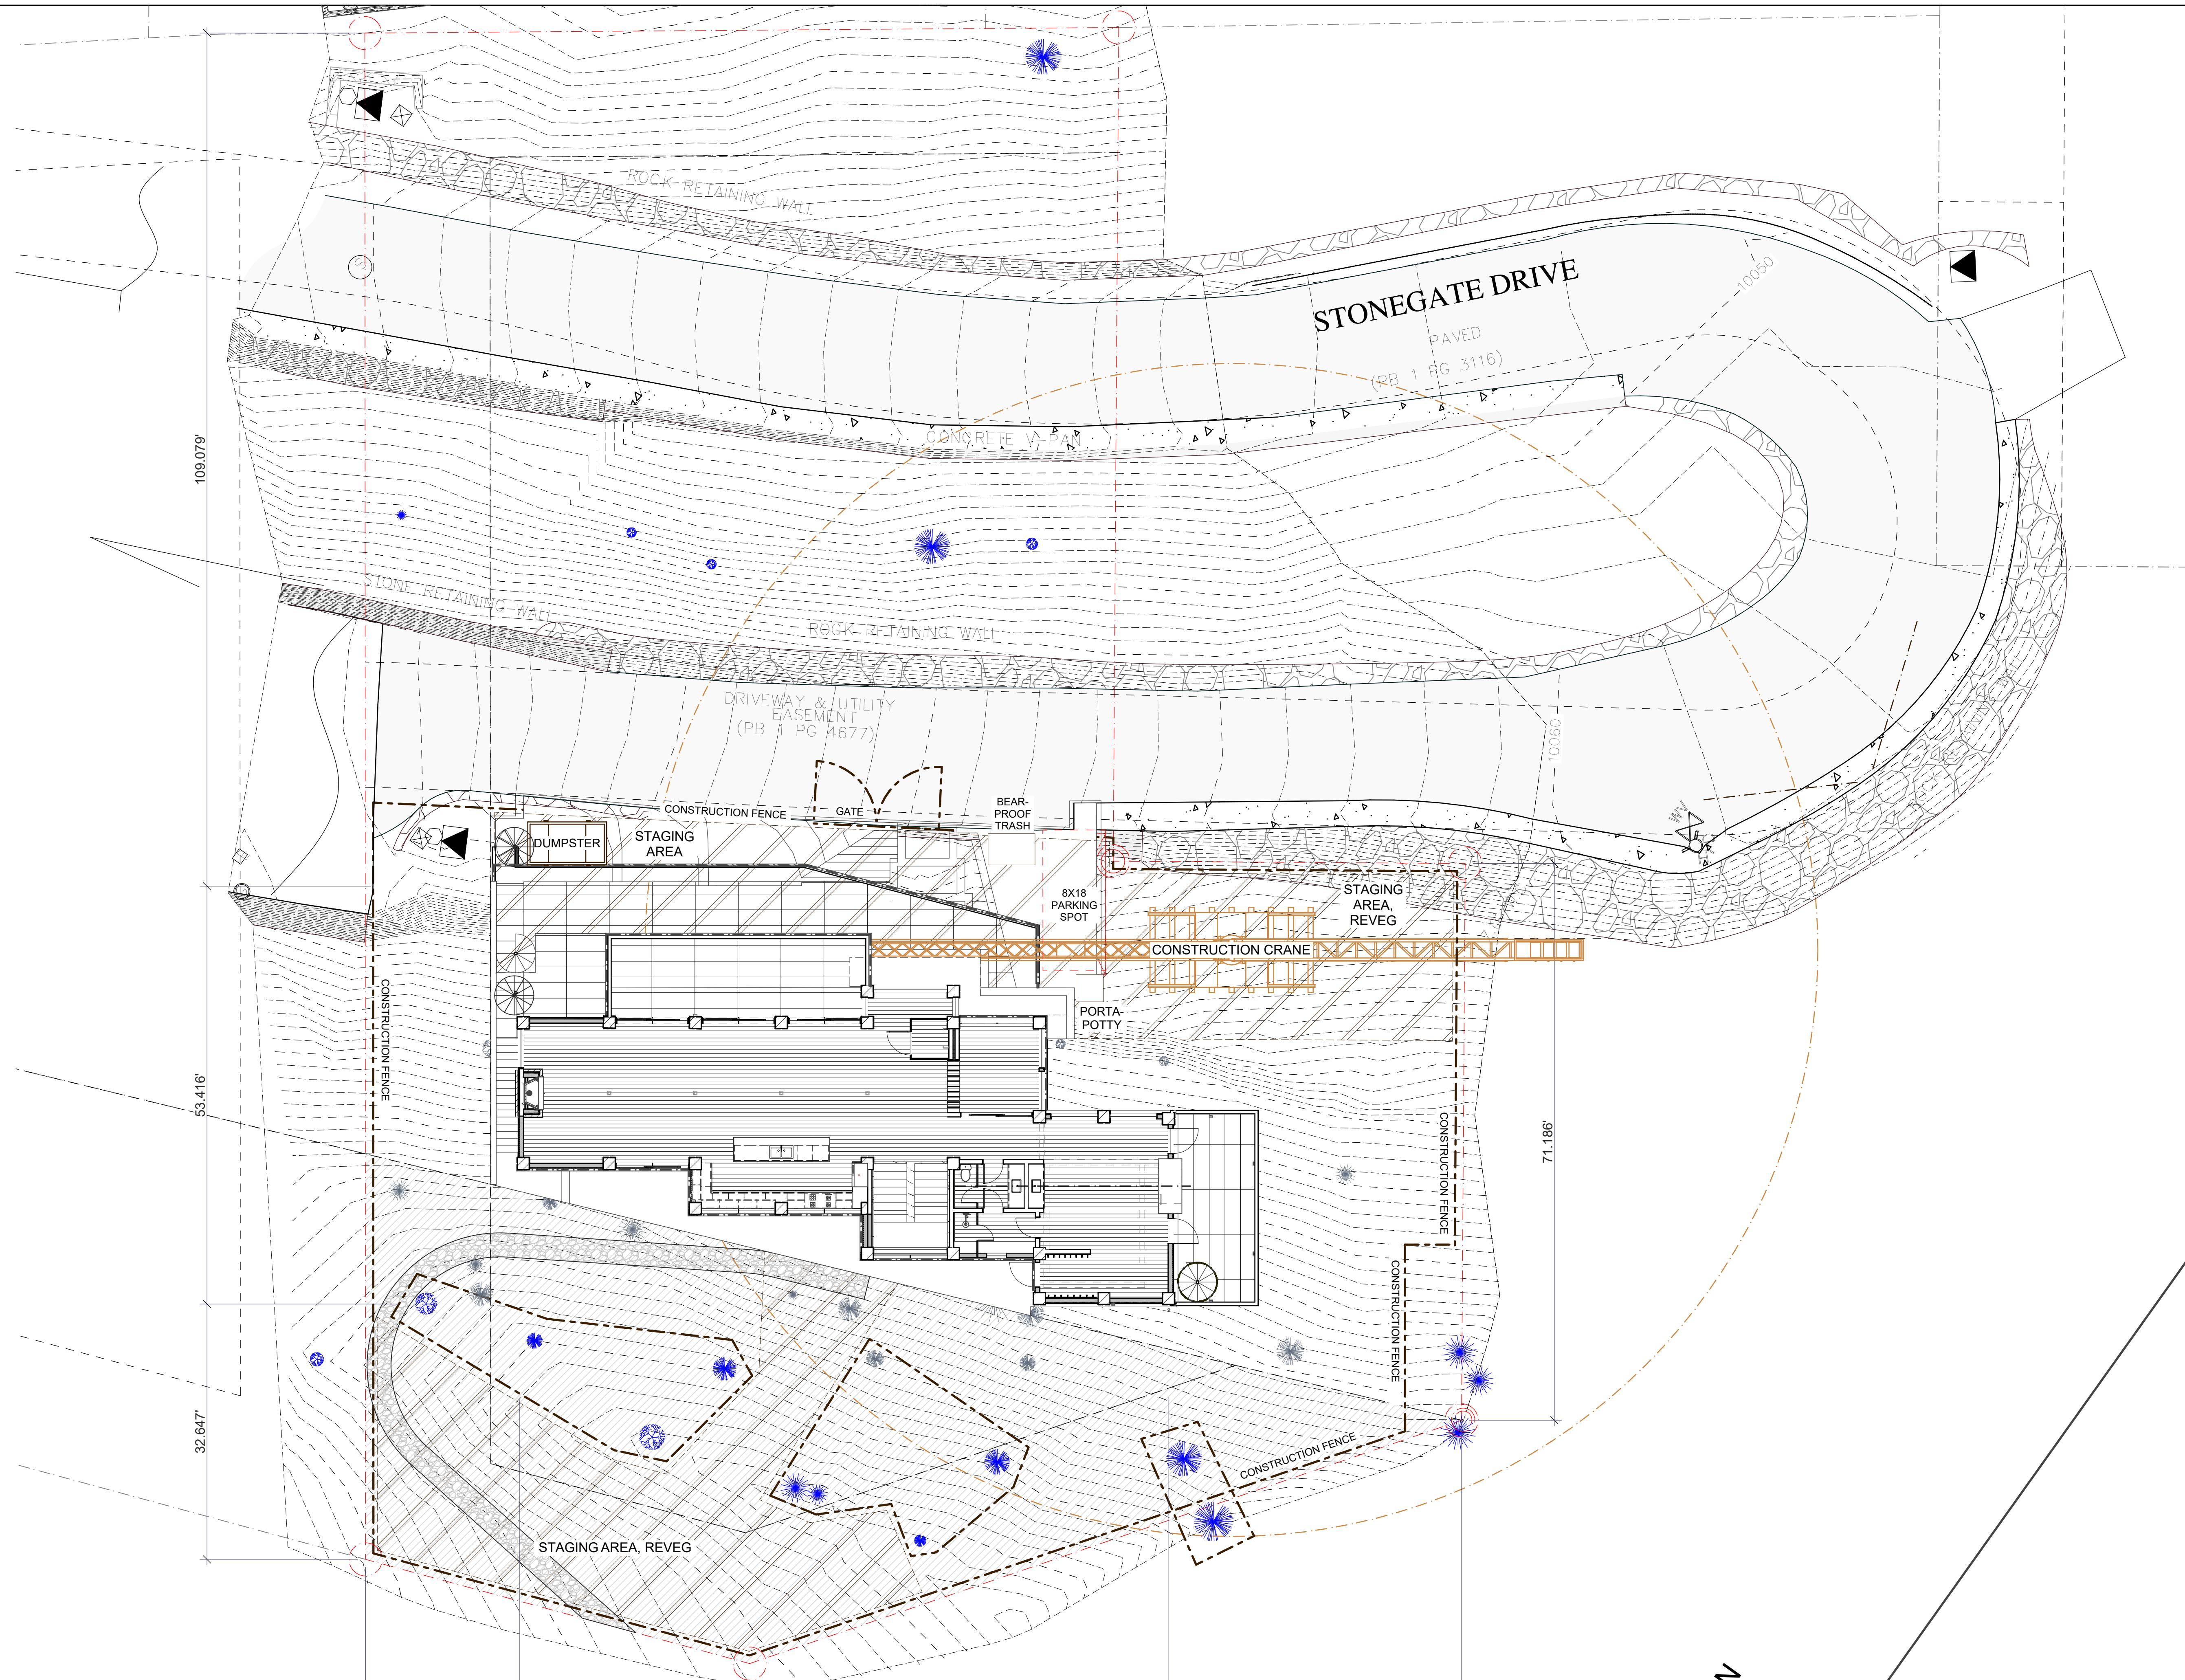 ROCK RETAINING WALL
STONEGATE DRIVE
PAVED
(PB 1 PG 3116)
10050
109.079'
CONCRETE V-PAN
STONE RETAINING WALL
ROCK RETAINING WALL
DRIVEWAY & UTILITY
EASEMENT
(PB 1 PG 4677)
10060
S
WV
CONSTRUCTION FENCE
GATE
BEAR-
PROOF
TRASH
DUMPSTER
STAGING
AREA
8X18
PARKING
SPOT
STAGING
AREA,
REVEG
CONSTRUCTION CRANE
PORTA-
POTTY
CONSTRUCTION FENCE
53.416'
71.186'
CONSTRUCTION FENCE
CONSTRUCTION FENCE
32.647'
CONSTRUCTION FENCE
STAGING AREA, REVEG
N